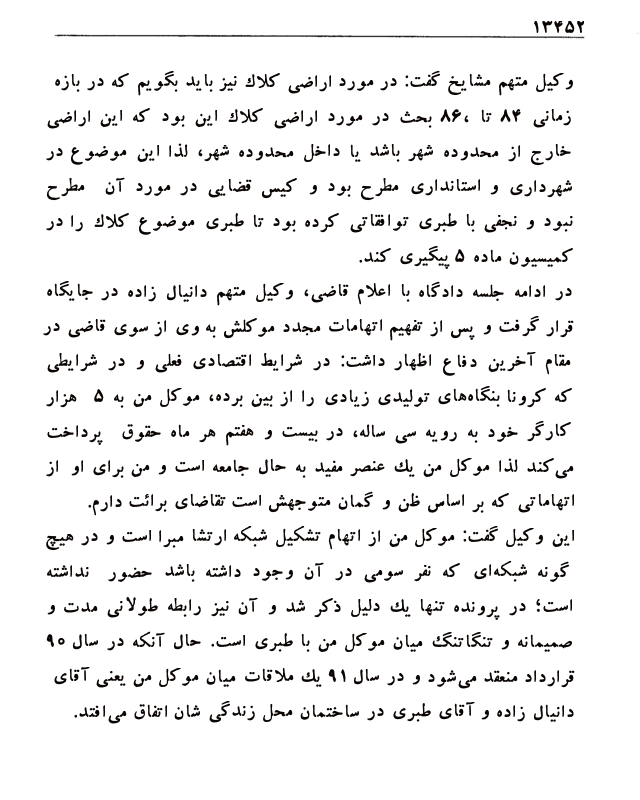 ۱۳۴۵۲
وکیل متهم مشایخ گفت: در مورد اراضی کلاك نیز باید بگویم که در بازه
زمانی ۸۴ تا ،۸۶ بحث در مورد اراضی کلاك این بود که این اراضی
خارج از محدوده شهر باشد یا داخل محدوده شهر، لذا این موضوع در
شهرداری و استانداری مطرح بود و کیس قضایی در مورد آن مطرح
نبود و نجفی با طبری توافقاتی کرده بود تا طبری موضوع کلاك را در
کمیسیون ماده ۵ پیگیری کند.
در ادامه جلسه دادگاه با اعلام قاضی، وکیل متهم دانیال زاده در جایگاه
قرار گرفت و پس از تفهیم اتهامات مجدد موکلش به وی از سوی قاضی در
مقام آخرین دفاع اظهار داشت: در شرایط اقتصادی فعلی و در شرایطی
که کرونا بنگاه‌های تولیدی زیادی را از بین برده، موکل من به ۵ هزار
کارگر خود به رویه سی ساله، در بیست و هفتم هر ماه حقوق پرداخت
می‌کند لذا موکل من یك عنصر مفید به حال جامعه است و من برای او از
اتهاماتی که بر اساس ظن و گمان متوجهش است تقاضای برائت دارم.
این وکیل گفت: موکل من از اتهام تشکیل شبکه ارتشا مبرا است و در هیچ
گونه شبکه‌ای که نفر سومی در آن وجود داشته باشد حضور نداشته
است؛ در پرونده تنها یك دلیل ذکر شد و آن نیز رابطه طولانی مدت و
صمیمانه و تنگاتنگ میان موکل من با طبری است. حال آنکه در سال ۹۰
قرارداد منعقد می‌شود و در سال ۹۱ یك ملاقات میان موکل من یعنی آقای
دانیال زاده و آقای طبری در ساختمان محل زندگی شان اتفاق می‌افتد.